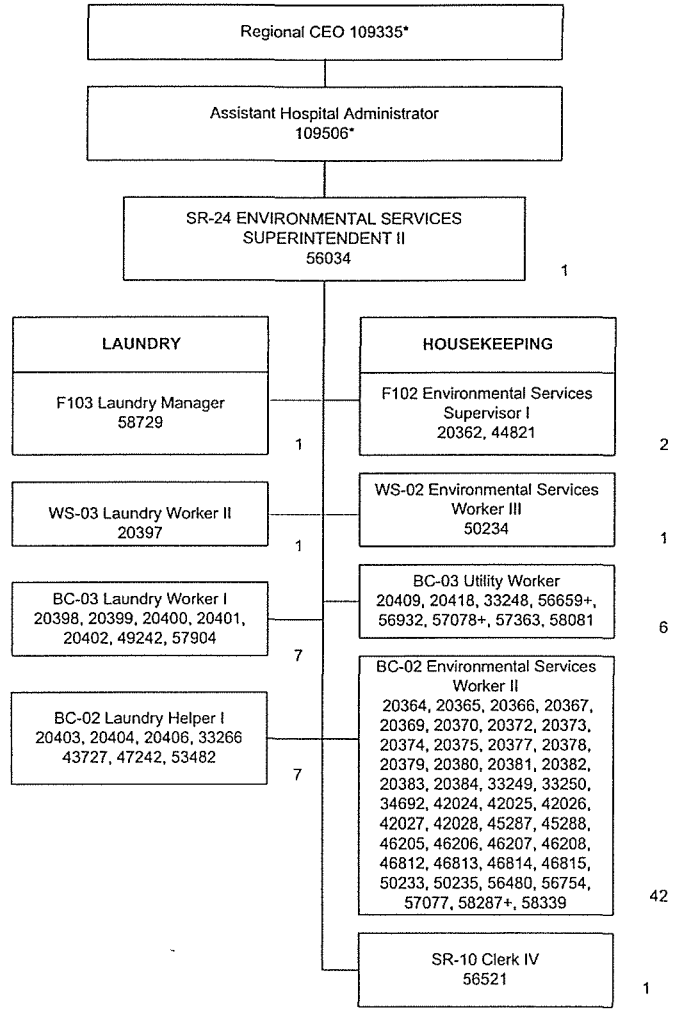 Regional CEO 109335*
Assistant Hospital Administrator
109506*
SR-24 ENVIRONMENTAL SERVICES
SUPERINTENDENT II
56034
1
LAUNDRY
F103 Laundry Manager
58729
1
HOUSEKEEPING
F102 Environmental Services
Supervisor I
20362, 44821
2
WS-03 Laundry Worker II
20397
1
WS-02 Environmental Services
Worker III
50234
1
BC-03 Laundry Worker I
20398, 20399, 20400, 20401,
20402, 49242, 57904
7
BC-03 Utility Worker
20409, 20418, 33248, 56659+,
56932, 57078+, 57363, 58081
6
BC-02 Laundry Helper I
20403, 20404, 20406, 33266
43727, 47242, 53482
7
BC-02 Environmental Services
Worker II
20364, 20365, 20366, 20367,
20369, 20370, 20372, 20373,
20374, 20375, 20377, 20378,
20379, 20380, 20381, 20382,
20383, 20384, 33249, 33250,
34692, 42024, 42025, 42026,
42027, 42028, 45287, 45288,
46205, 46206, 46207, 46208,
46812, 46813, 46814, 46815,
50233, 50235, 56480, 56754,
57077, 58287+, 58339
42
SR-10 Clerk IV
56521
1